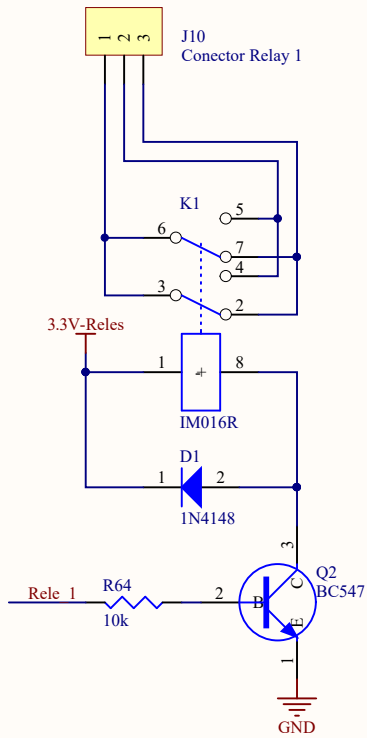 1 2 3
J10
Conector Relay 1
K1
5
6
7
4
3
2
3.3V-Reles
1
+
8
IM016R
D1
1
2
1N4148
3
Q2
BC547
C
Rele_1
R64
10k
2
B
E
1
GND